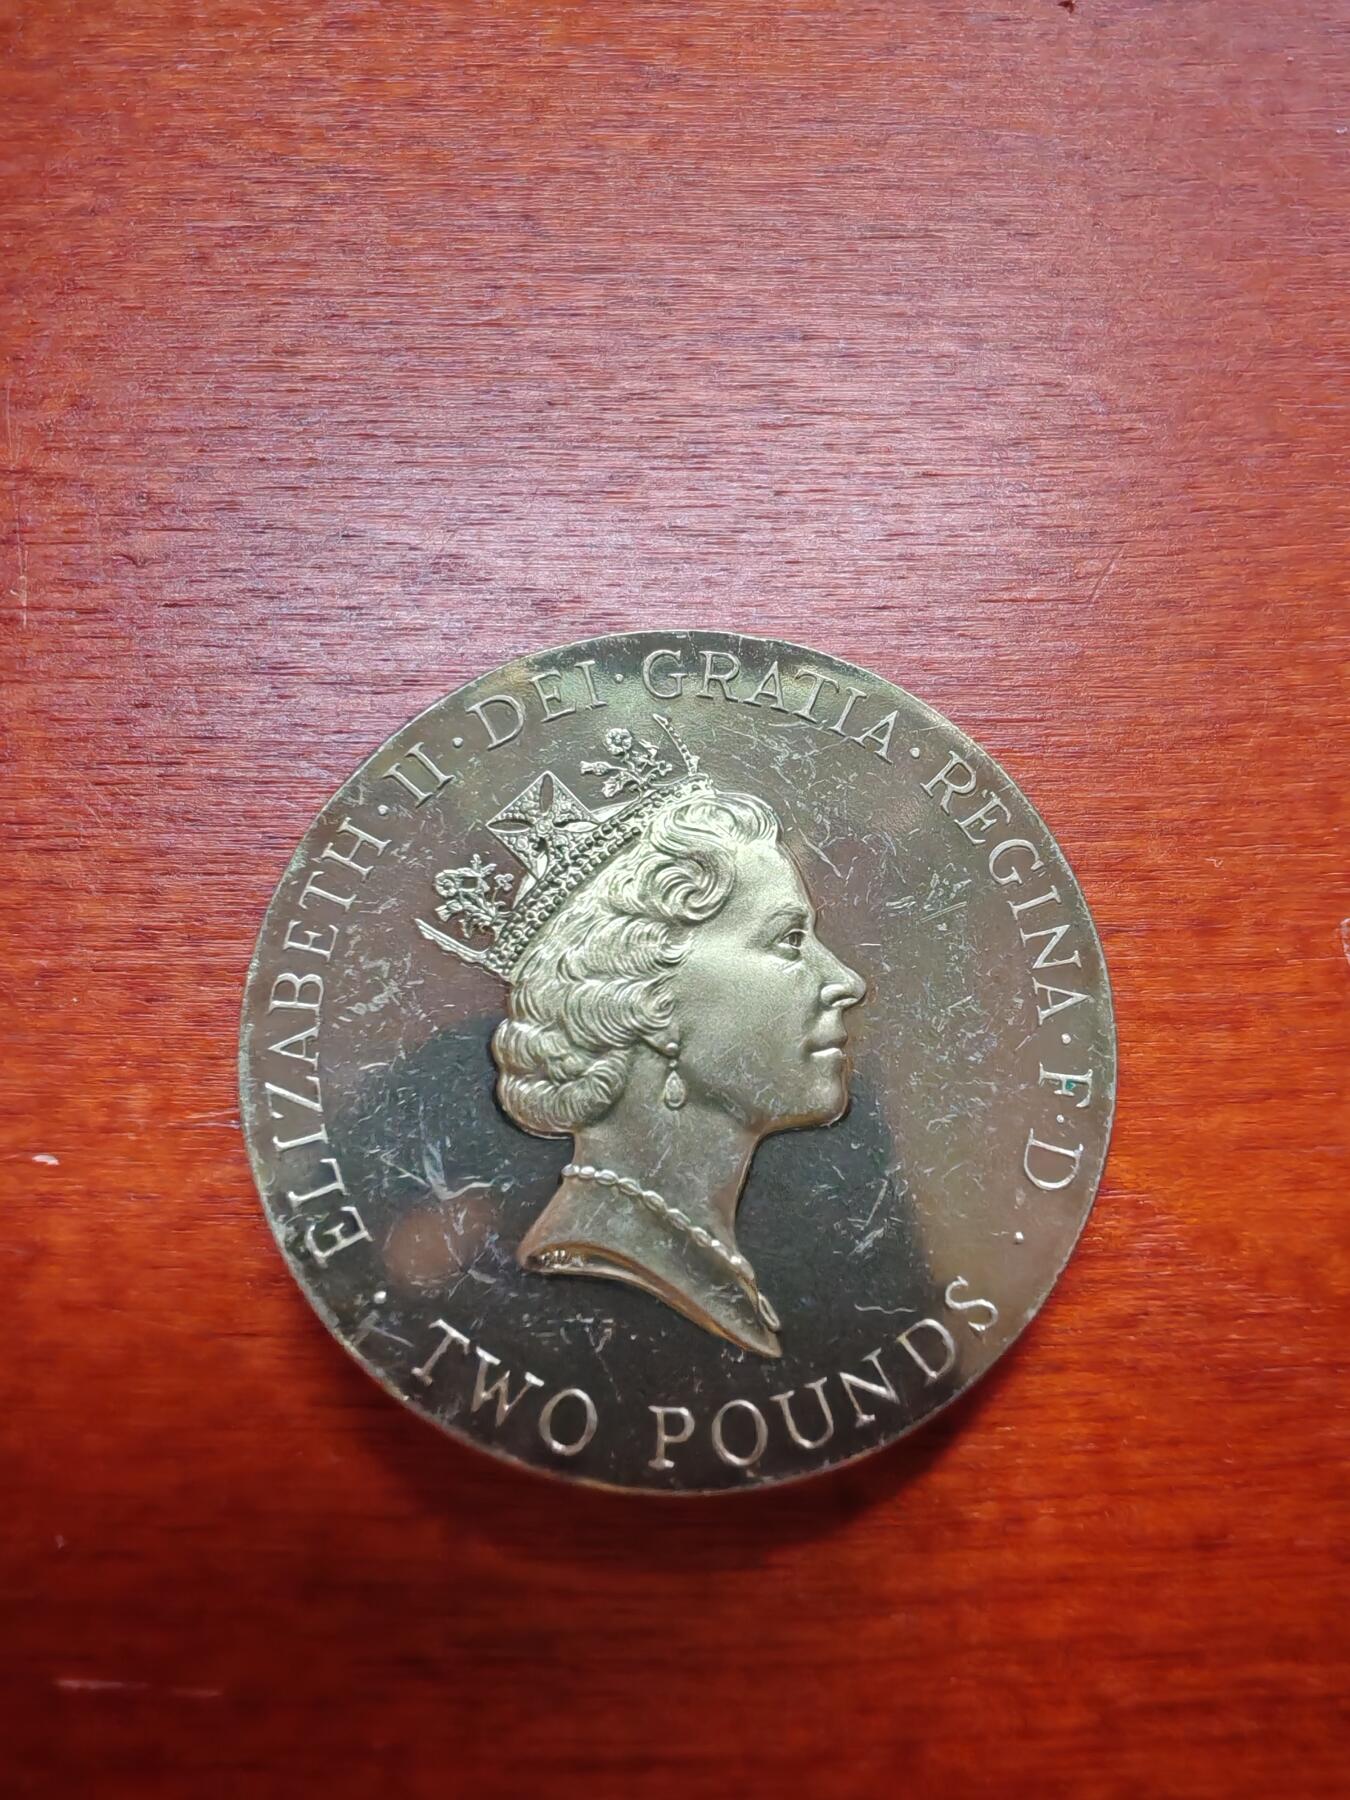 ELIZABETH · II · DEI · GRATIA · REGINA · F · D ·
· TWO POUNDS